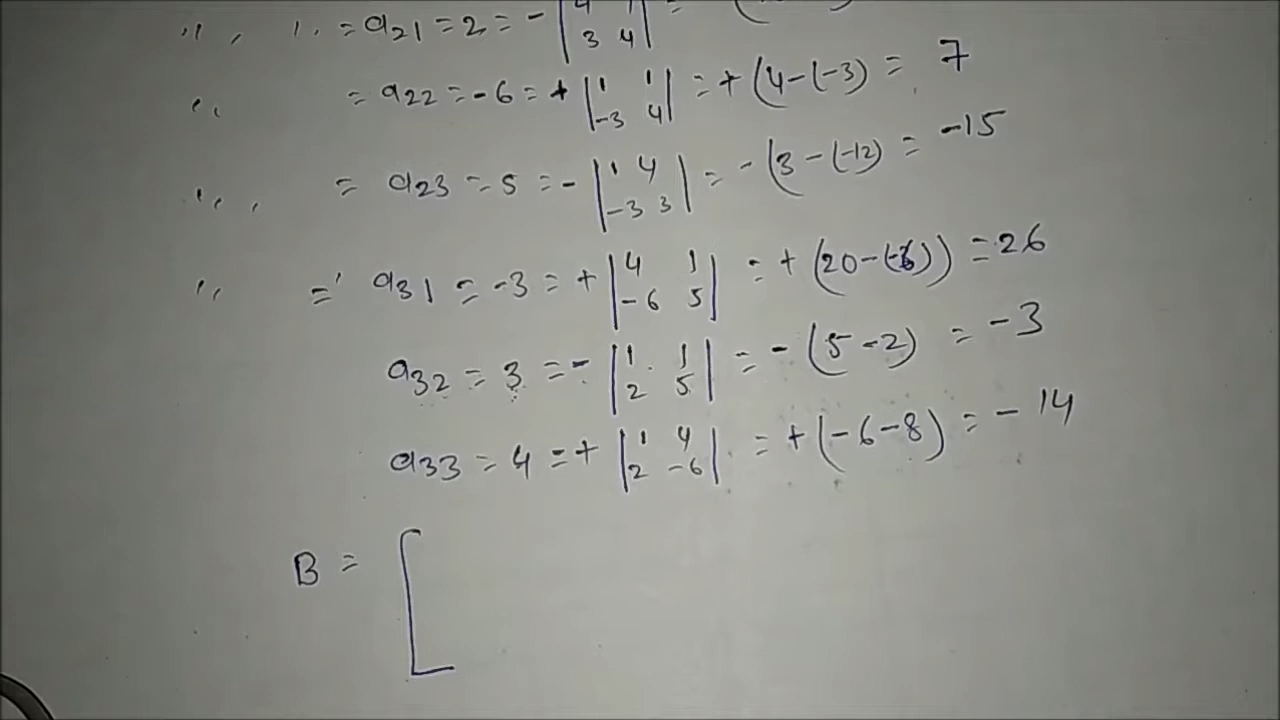 ,, , ,. = a21 = 2 = - |4 1 / 3 4| =
,, = a22 = -6 = + |1 1 / -3 4| = + (4-(-3) = 7
,, , = a23 = 5 = - |1 4 / -3 3| = - (3-(-12) = -15
,, = a31 = -3 = + |4 1 / -6 5| = + (20-(-6)) = 26
a32 = 3 = - |1 1 / 2 5| = - (5-2) = -3
a33 = 4 = + |1 4 / 2 -6| = + (-6-8) = -14
B = [